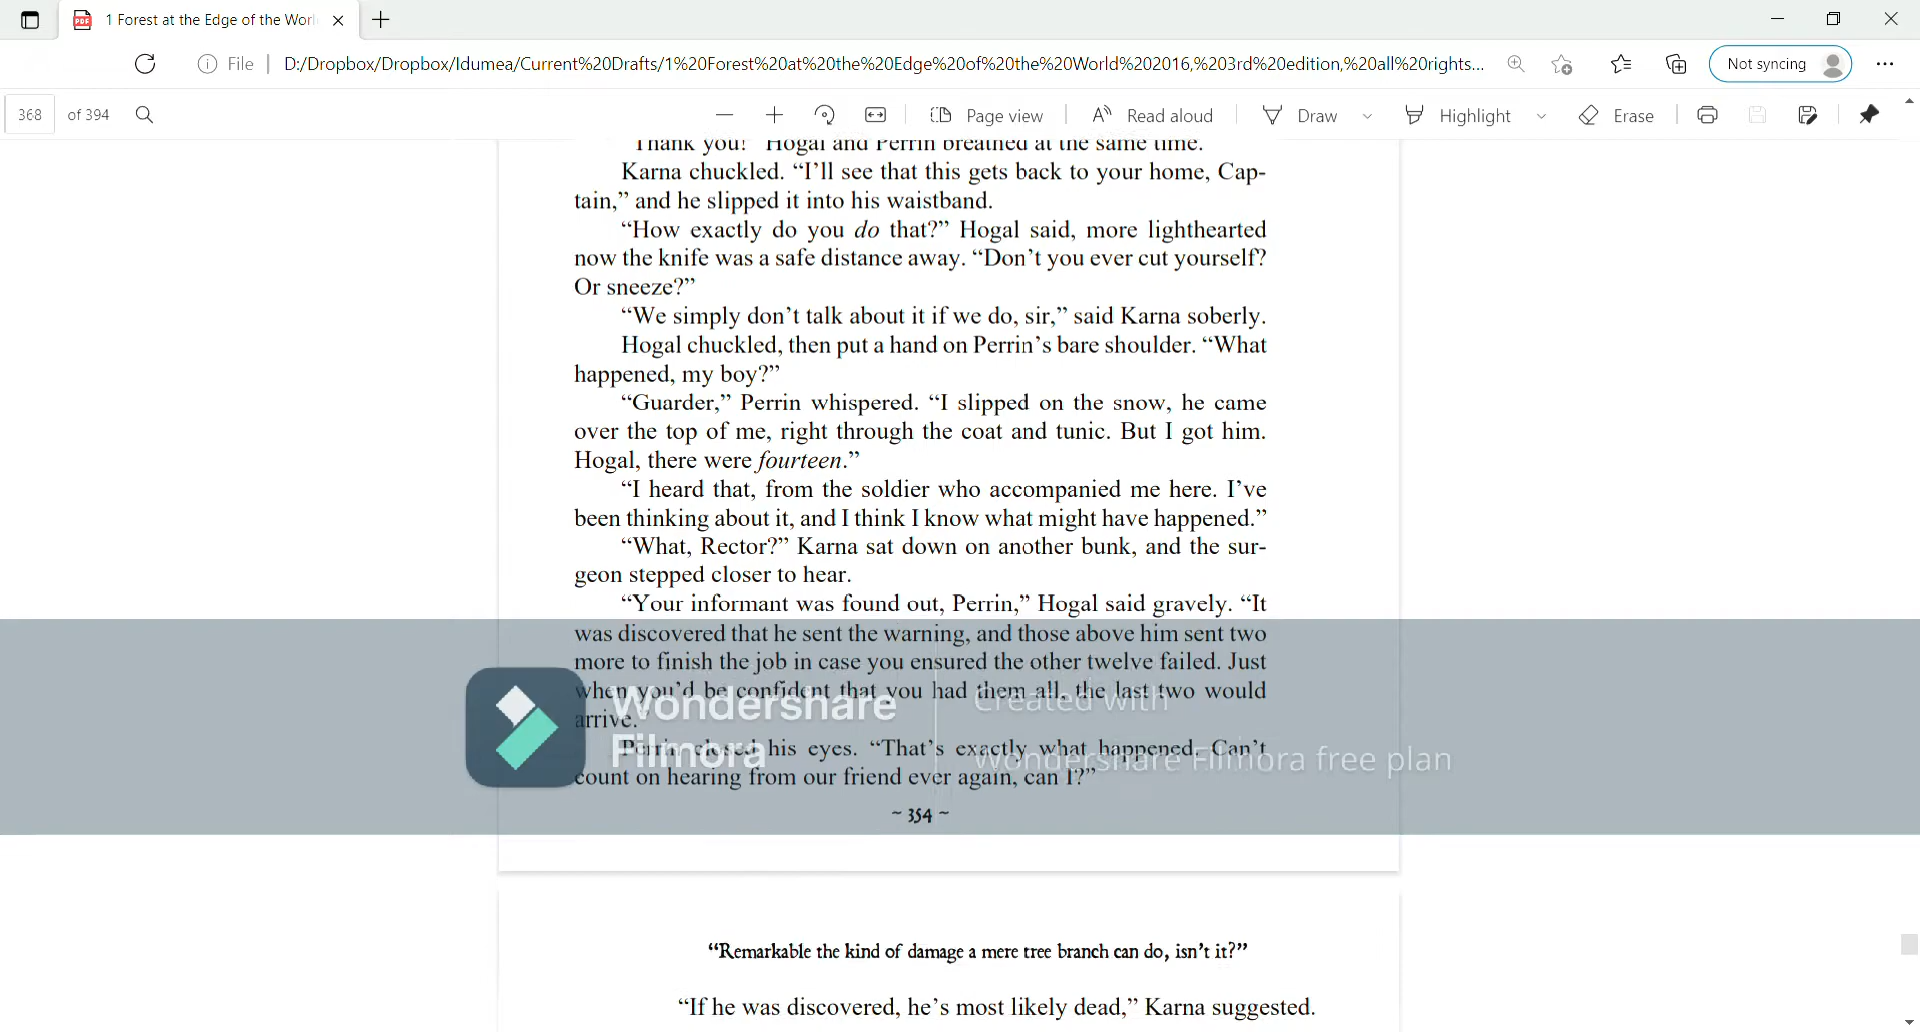 1 Forest at the Edge of the Worl
File
D:/Dropbox/Dropbox/Idumea/Current%20Drafts/1%20Forest%20at%20the%20Edge%20of%20the%20World%202016,%203rd%20edition,%20all%20rights...
Not syncing
368 of 394
Page view
Read aloud
Draw
Highlight
Erase
Thank you!” Hogal and Perrin breathed at the same time.
Karna chuckled. “I’ll see that this gets back to your home, Cap-
tain,” and he slipped it into his waistband.
“How exactly do you do that?” Hogal said, more lighthearted
now the knife was a safe distance away. “Don’t you ever cut yourself?
Or sneeze?”
“We simply don’t talk about it if we do, sir,” said Karna soberly.
Hogal chuckled, then put a hand on Perrin’s bare shoulder. “What
happened, my boy?”
“Guarder,” Perrin whispered. “I slipped on the snow, he came
over the top of me, right through the coat and tunic. But I got him.
Hogal, there were fourteen.”
“I heard that, from the soldier who accompanied me here. I’ve
been thinking about it, and I think I know what might have happened.”
“What, Rector?” Karna sat down on another bunk, and the sur-
geon stepped closer to hear.
“Your informant was found out, Perrin,” Hogal said gravely. “It
was discovered that he sent the warning, and those above him sent two
more to finish the job in case you ensured the other twelve failed. Just
when you’d be confident that you had them all, the last two would
arrive.”
Perrin closed his eyes. “That’s exactly what happened. Can’t
count on hearing from our friend ever again, can I?”
Wondershare
Filmora
Created with
Wondershare Filmora free plan
~ 354 ~
“Remarkable the kind of damage a mere tree branch can do, isn’t it?”
“If he was discovered, he’s most likely dead,” Karna suggested.